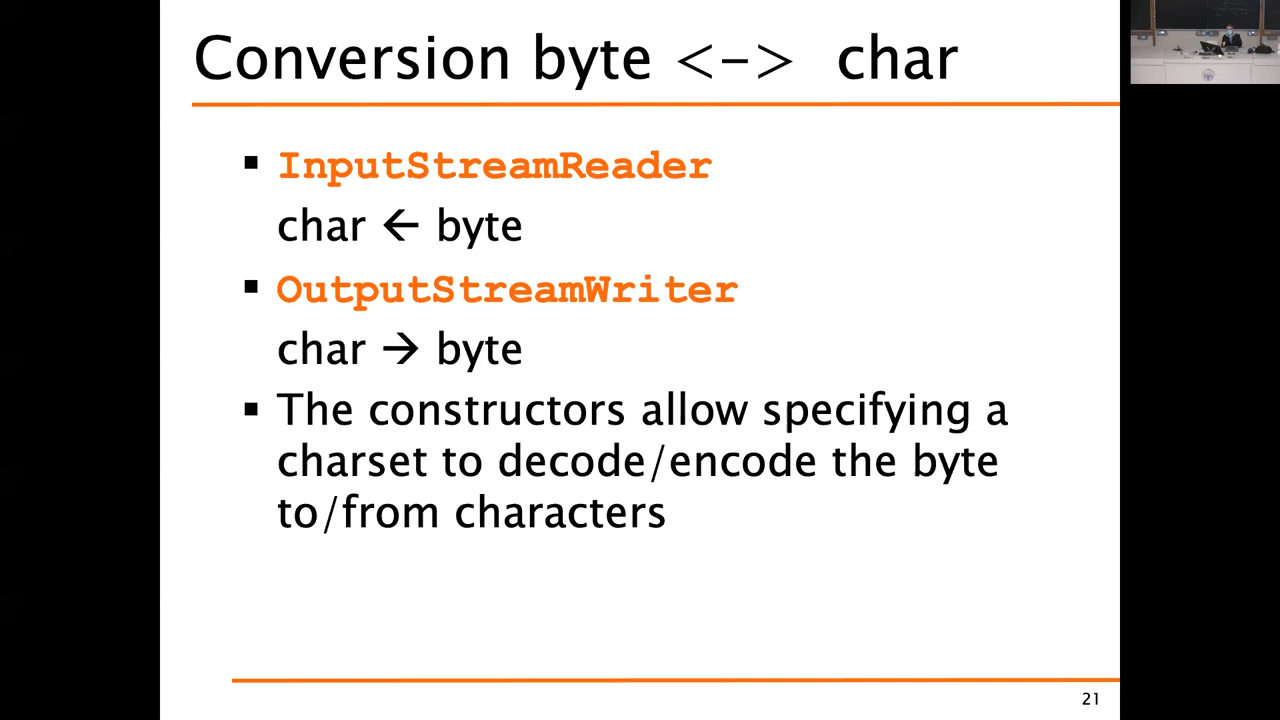 Conversion byte <-> char
▪ InputStreamReader
char ← byte
▪ OutputStreamWriter
char → byte
▪ The constructors allow specifying a
charset to decode/encode the byte
to/from characters
21